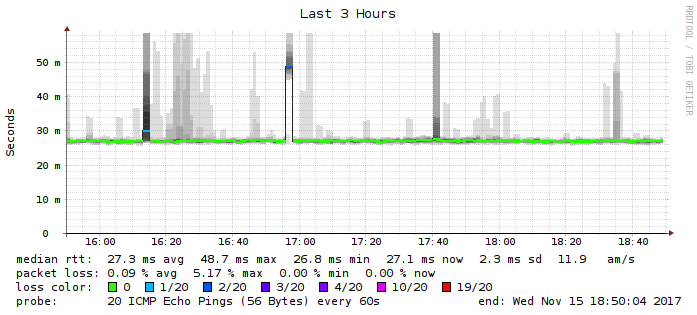 Last 3 Hours
RRDTOOL / TOBI OETIKER
Seconds
50 m
40 m
30 m
20 m
10 m
0
16:00 16:20 16:40 17:00 17:20 17:40 18:00 18:20 18:40
median rtt: 27.3 ms avg 48.7 ms max 26.8 ms min 27.1 ms now 2.3 ms sd 11.9 am/s
packet loss: 0.09 % avg 5.17 % max 0.00 % min 0.00 % now
loss color: 0 1/20 2/20 3/20 4/20 10/20 19/20
probe: 20 ICMP Echo Pings (56 Bytes) every 60s end: Wed Nov 15 18:50:04 2017